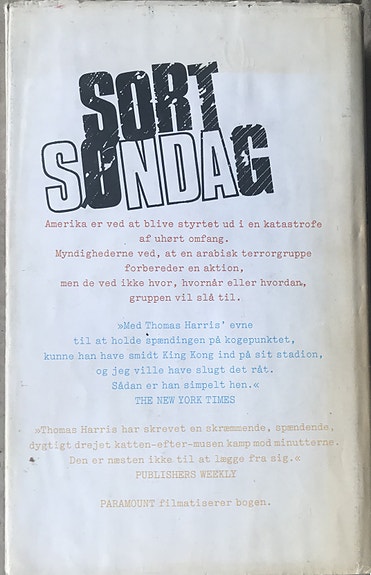 SORT
SØNDAG
Amerika er ved at blive styrtet ud i en katastrofe
af uhørt omfang.
Myndighederne ved, at en arabisk terrorgruppe
forbereder en aktion,
men de ved ikke hvor, hvornår eller hvordan,
gruppen vil slå til.
»Med Thomas Harris' evne
til at holde spændingen på kogepunktet,
kunne han have smidt King Kong ind på sit stadion,
og jeg ville have slugt det råt.
Sådan er han simpelt hen.«
THE NEW YORK TIMES
»Thomas Harris har skrevet en skræmmende, spændende,
dygtigt drejet katten-efter-musen kamp mod minutterne.
Den er næsten ikke til at lægge fra sig.«
PUBLISHERS WEEKLY
PARAMOUNT filmatiserer bogen.